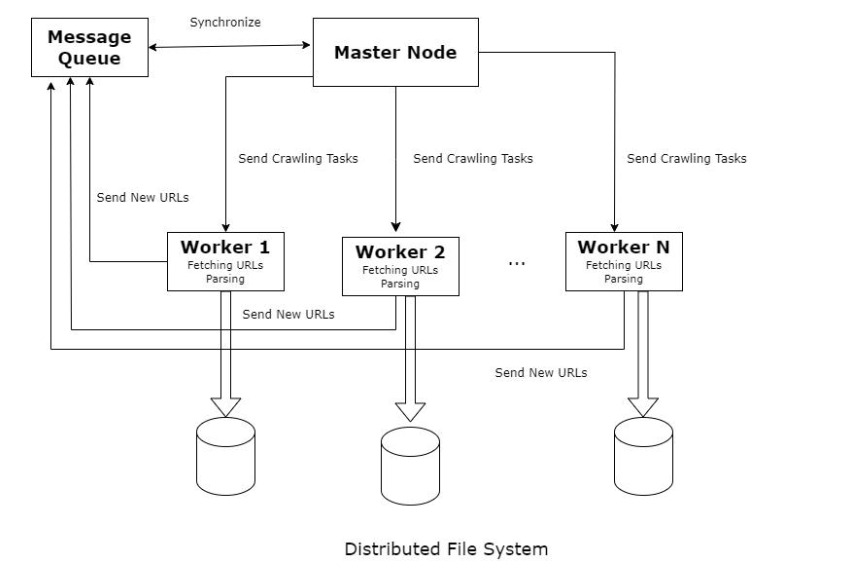 Synchronize
Message
Queue
Master Node
Send Crawling Tasks
Send Crawling Tasks
Send Crawling Tasks
Send New URLs
Worker 1
Fetching URLs
Parsing
Worker 2
Fetching URLs
Parsing
...
Worker N
Fetching URLs
Parsing
Send New URLs
Send New URLs
Distributed File System